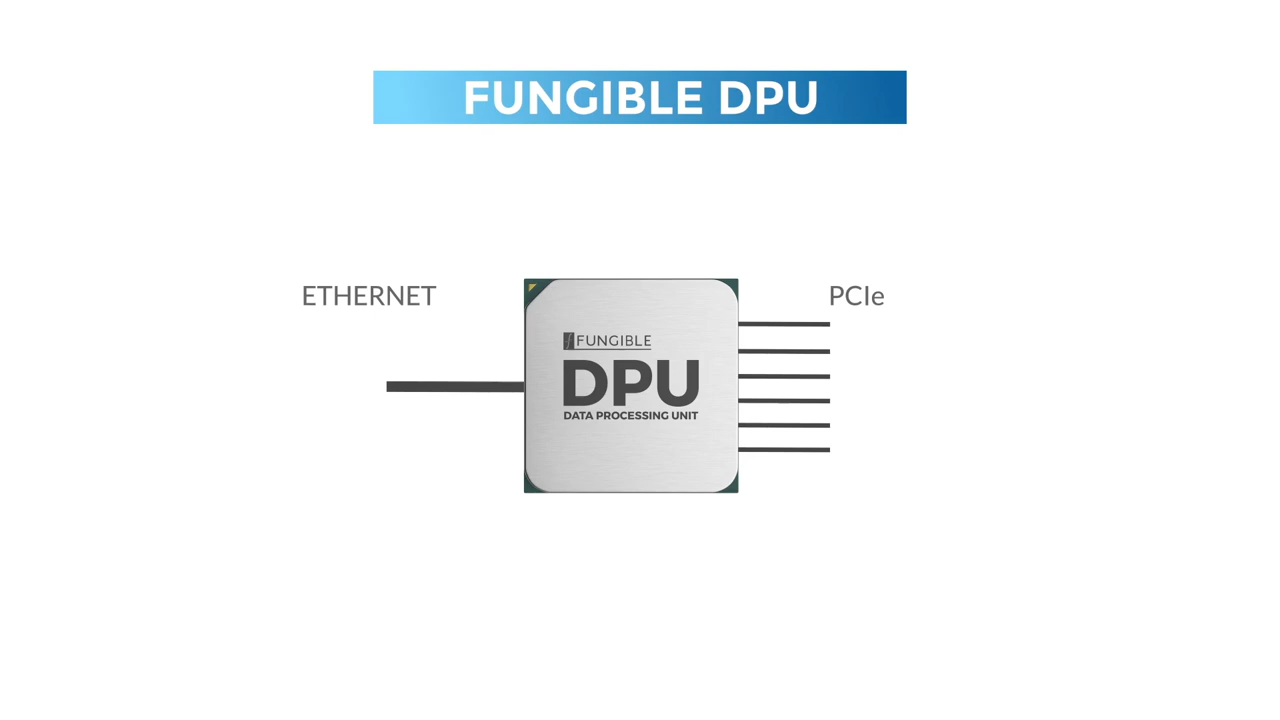 FUNGIBLE DPU
ETHERNET
PCIe
FUNGIBLE
DPU
DATA PROCESSING UNIT